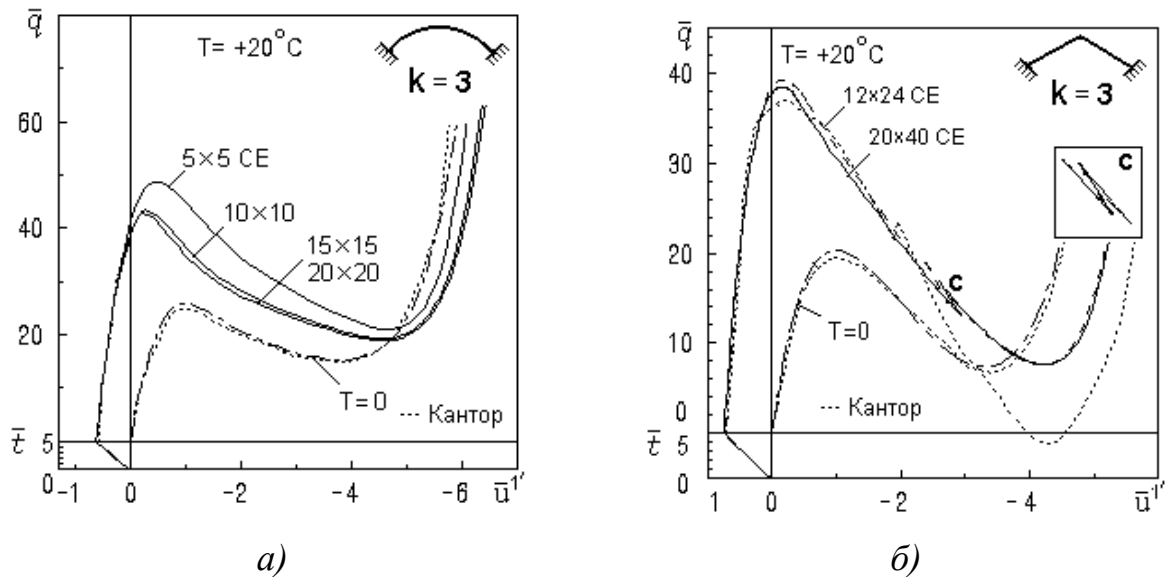 q̅
T= +20°C
k = 3
60
5×5 CE
10×10
40
15×15
20×20
20
T=0
--- Кантор
t̅ 5
0
-1 0 -2 -4 -6 u̅¹′
а)
q̅
T= +20°C
40
k = 3
12×24 CE
20×40 CE
30
c
20
c
10
T=0
--- Кантор
0
t̅ 5
0
1 0 -2 -4 u̅¹′
б)